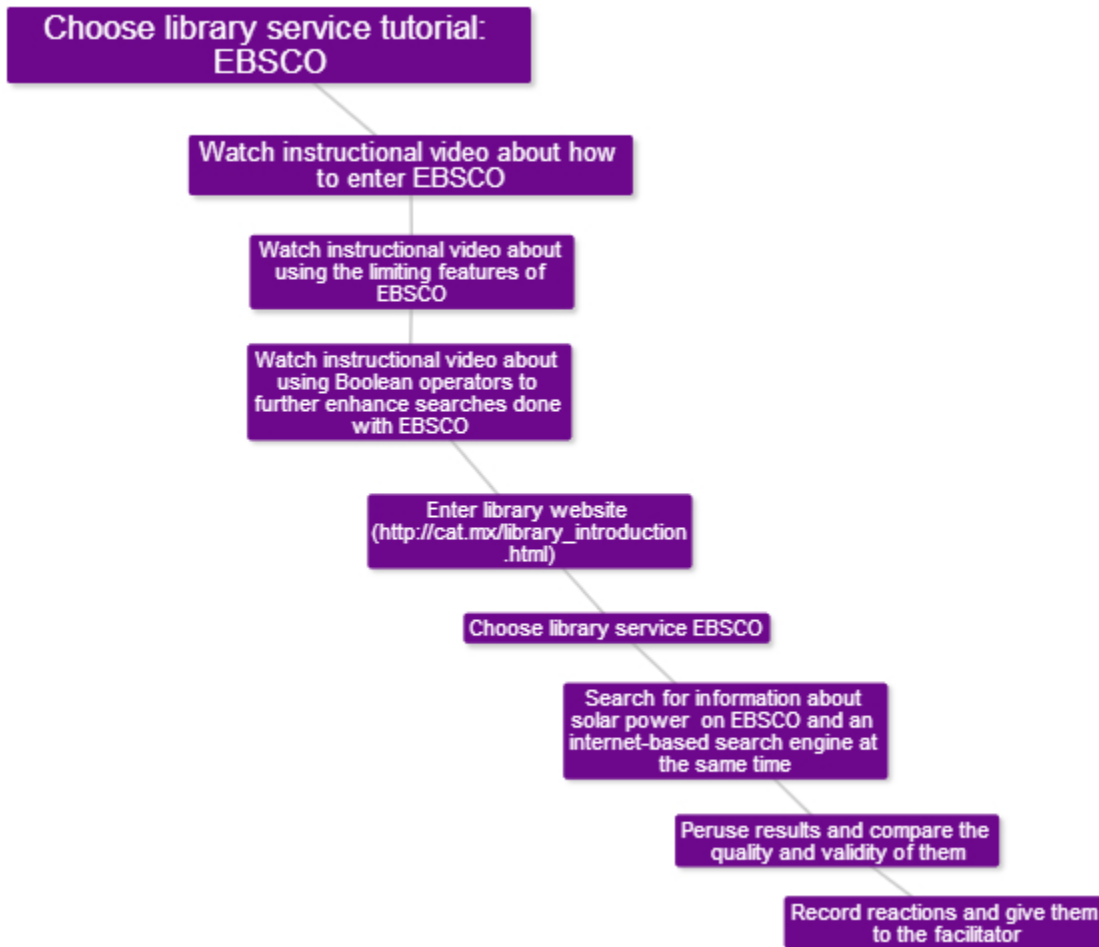 Choose library service tutorial:
EBSCO
Watch instructional video about how
to enter EBSCO
Watch instructional video about
using the limiting features of
EBSCO
Watch instructional video about
using Boolean operators to
further enhance searches done
with EBSCO
Enter library website
(http://cat.mx/library_introduction
.html)
Choose library service EBSCO
Search for information about
solar power  on EBSCO and an
internet-based search engine at
the same time
Peruse results and compare the
quality and validity of them
Record reactions and give them
to the facilitator